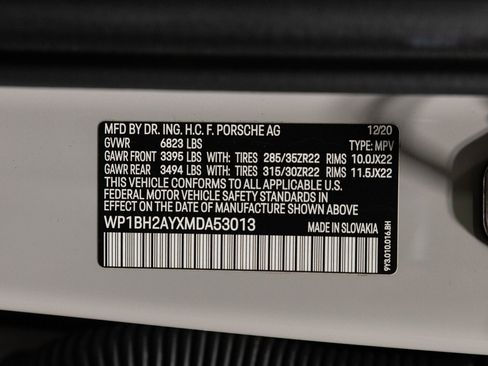 MFD BY DR. ING. H.C. F. PORSCHE AG 12/20
GVWR 6823 LBS TYPE: MPV
GAWR FRONT 3395 LBS WITH: TIRES 285/35ZR22 RIMS 10.0JX22
GAWR REAR 3494 LBS WITH: TIRES 315/30ZR22 RIMS 11.5JX22
THIS VEHICLE CONFORMS TO ALL APPLICABLE U.S.
FEDERAL MOTOR VEHICLE SAFETY STANDARDS IN
EFFECT ON THE DATE OF MANUFACTURE SHOWN ABOVE
WP1BH2AYXMDA53013 MADE IN SLOVAKIA
9Y3.010.016.BH